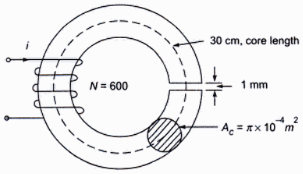 i
30 cm, core length
N = 600
1 mm
A_c = π × 10^-4 m^2